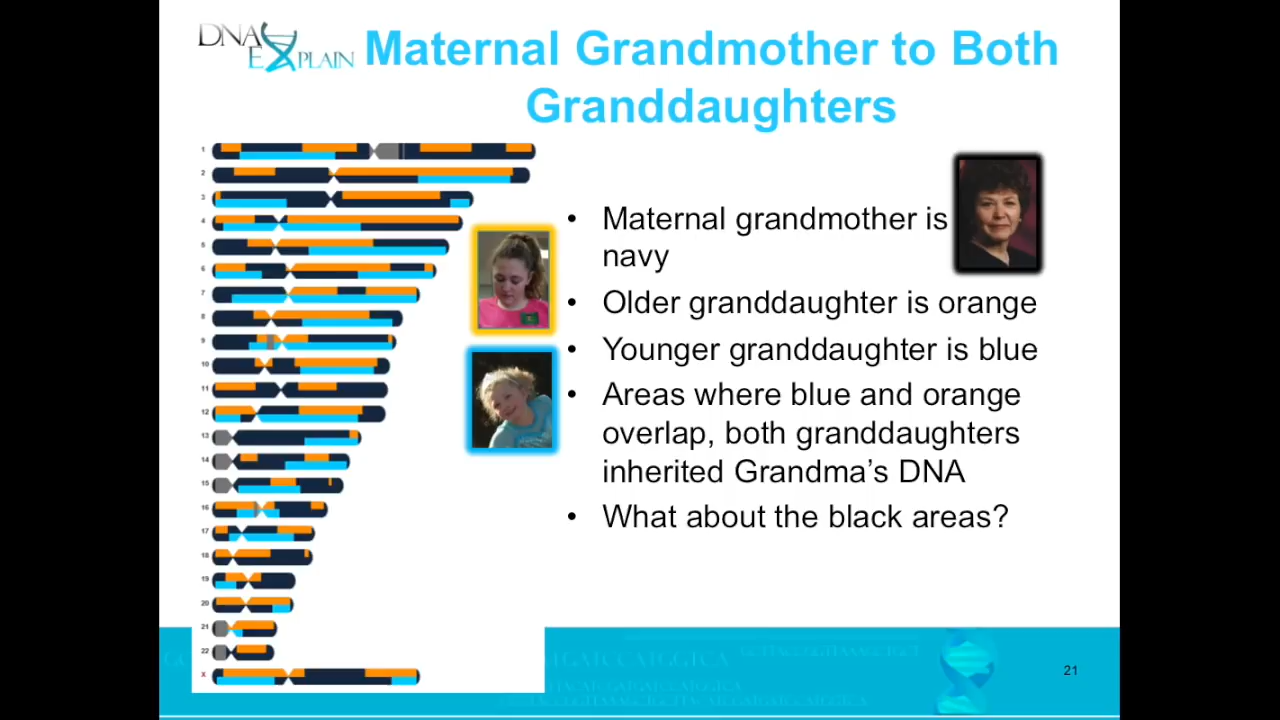 DNA
EXPLAIN
Maternal Grandmother to Both
Granddaughters
1
2
3
4
5
6
7
8
9
10
11
12
13
14
15
16
17
18
19
20
21
22
X
• Maternal grandmother is
navy
• Older granddaughter is orange
• Younger granddaughter is blue
• Areas where blue and orange
overlap, both granddaughters
inherited Grandma’s DNA
• What about the black areas?
21